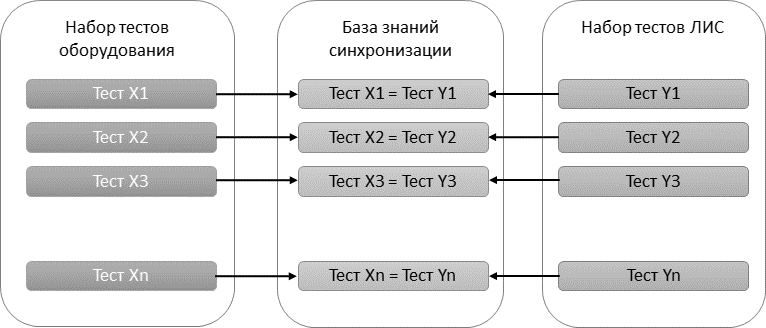 Набор тестов
оборудования
Тест X1
Тест X2
Тест X3
Тест Xn
База знаний
синхронизации
Тест X1 = Тест Y1
Тест X2 = Тест Y2
Тест X3 = Тест Y3
Тест Xn = Тест Yn
Набор тестов ЛИС
Тест Y1
Тест Y2
Тест Y3
Тест Yn